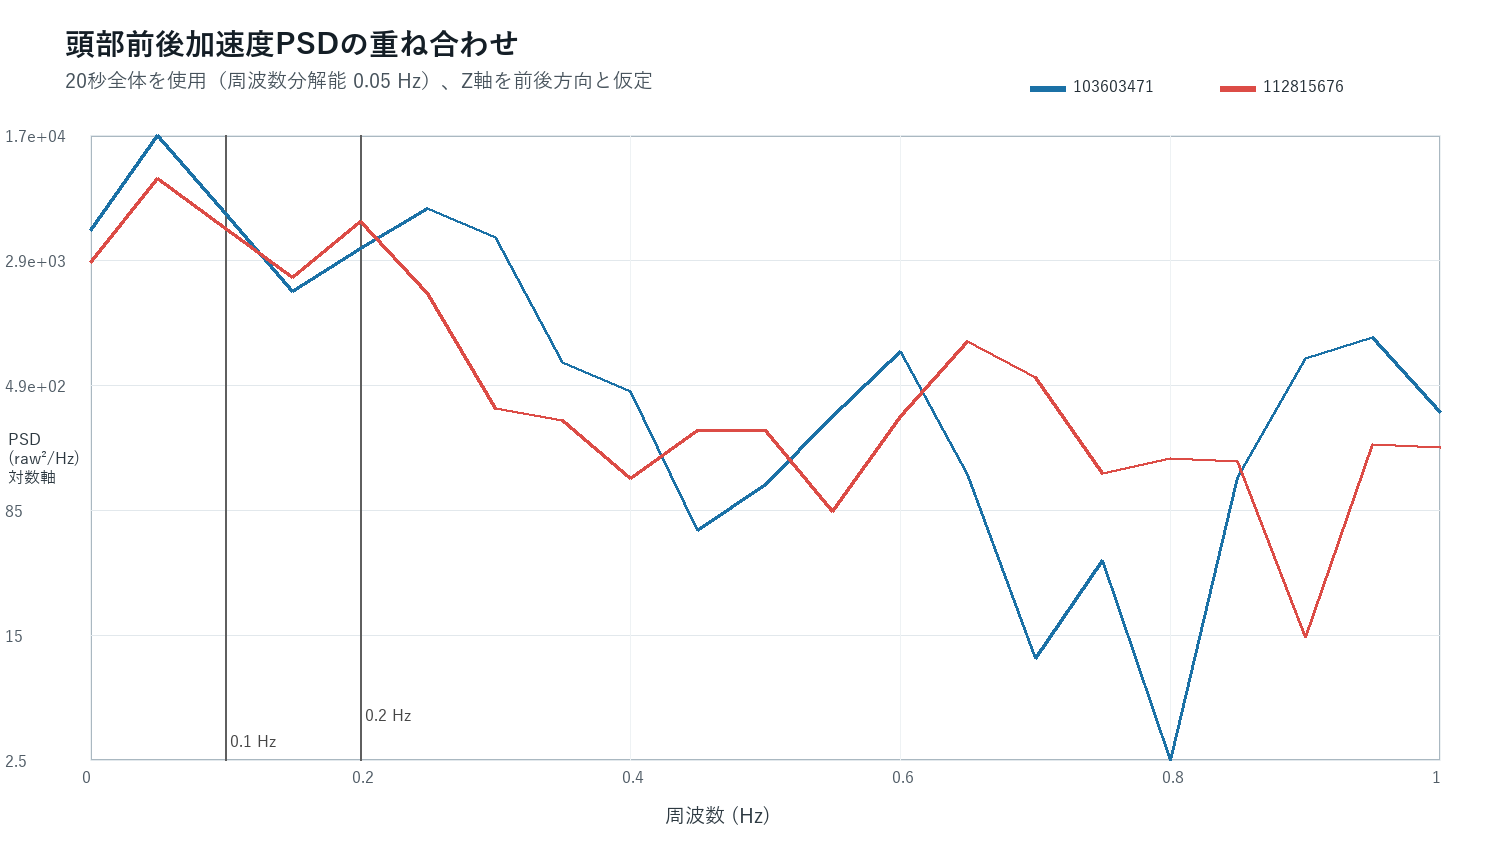 頭部前後加速度PSDの重ね合わせ
20秒全体を使用（周波数分解能 0.05 Hz）、Z軸を前後方向と仮定
103603471
112815676
1.7e+04
2.9e+03
4.9e+02
PSD
(raw²/Hz)
対数軸
85
15
2.5
0.2 Hz
0.1 Hz
0
0.2
0.4
0.6
0.8
1
周波数 (Hz)